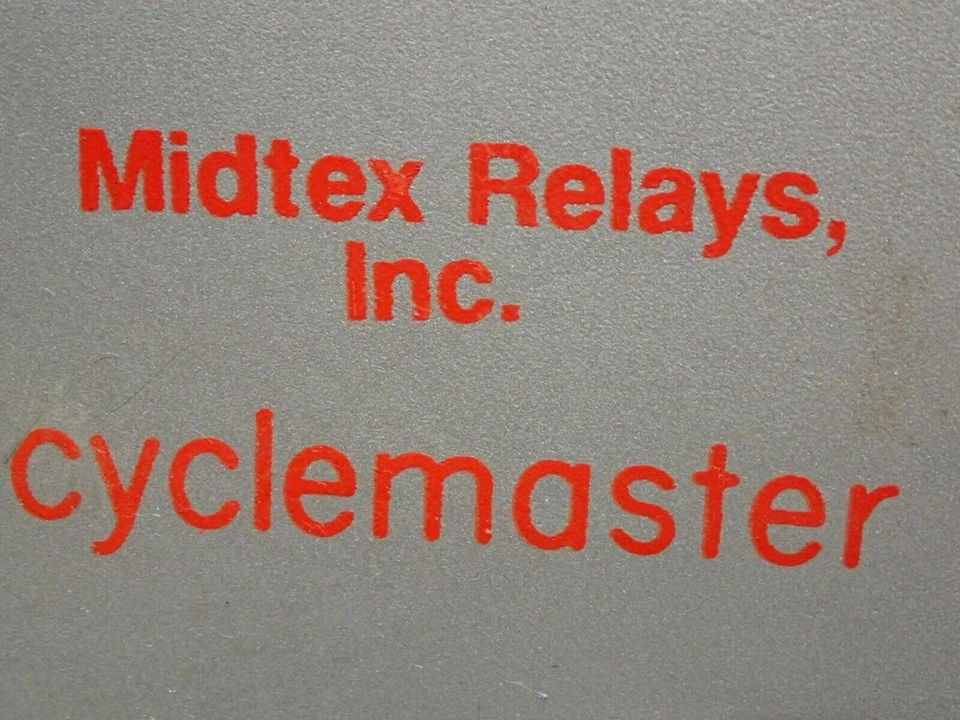 Midtex Relays,
Inc.
cyclemaster